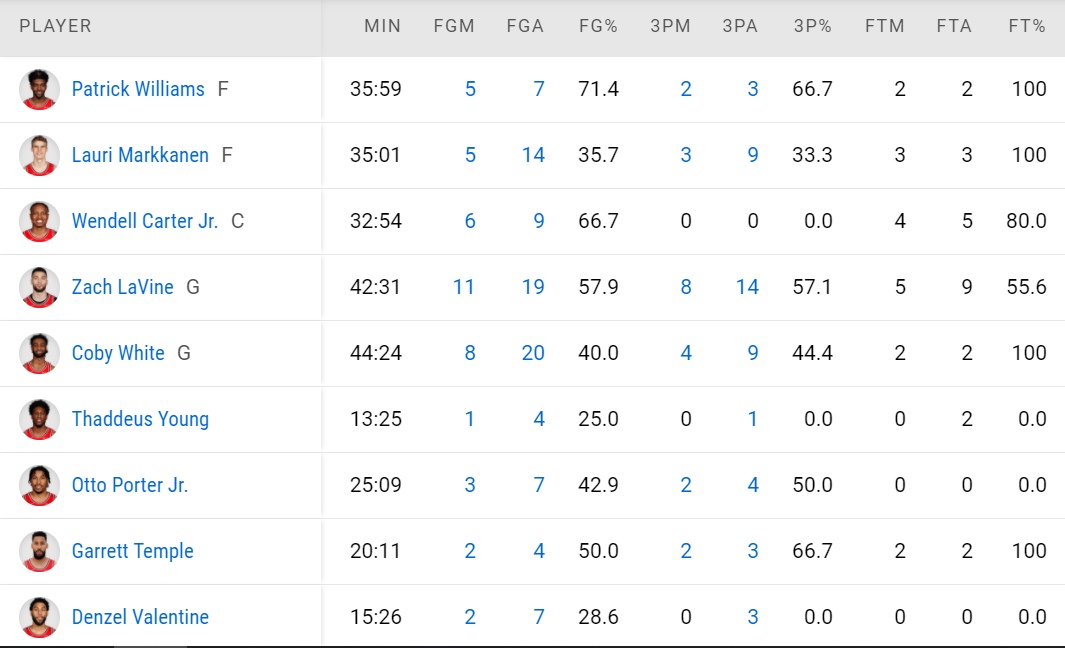 PLAYER MIN FGM FGA FG% 3PM 3PA 3P% FTM FTA FT%
Patrick Williams F 35:59 5 7 71.4 2 3 66.7 2 2 100
Lauri Markkanen F 35:01 5 14 35.7 3 9 33.3 3 3 100
Wendell Carter Jr. C 32:54 6 9 66.7 0 0 0.0 4 5 80.0
Zach LaVine G 42:31 11 19 57.9 8 14 57.1 5 9 55.6
Coby White G 44:24 8 20 40.0 4 9 44.4 2 2 100
Thaddeus Young 13:25 1 4 25.0 0 1 0.0 0 2 0.0
Otto Porter Jr. 25:09 3 7 42.9 2 4 50.0 0 0 0.0
Garrett Temple 20:11 2 4 50.0 2 3 66.7 2 2 100
Denzel Valentine 15:26 2 7 28.6 0 3 0.0 0 0 0.0